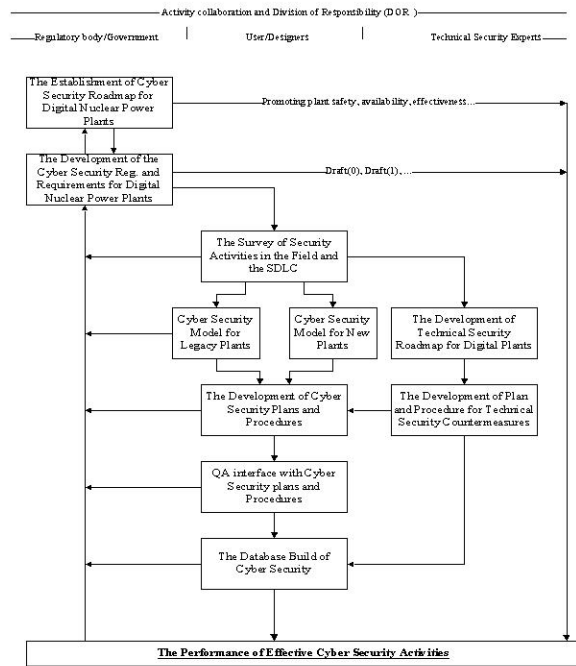 Activity collaboration and Division of Responsibility (DOR )
Regulatory body/Government
User/Designers
Technical Security Experts
The Establishment of Cyber
Security Roadmap for
Digital Nuclear Power
Plants
Promoting plant safety, availability, effectiveness...
The Development of the
Cyber Security Reg. and
Requirements for Digital
Nuclear Power Plants
Draft(0), Draft(1), ...
The Survey of Security
Activities in the Field and
the SDLC
Cyber Security
Model for
Legacy Plants
Cyber Security
Model for New
Plants
The Development of
Technical Security
Roadmap for Digital Plants
The Development of Cyber
Security Plans and
Procedures
The Development of Plan
and Procedure for Technical
Security Countermeasures
QA interface with Cyber
Security plans and
Procedures
The Database Build of
Cyber Security
The Performance of Effective Cyber Security Activities